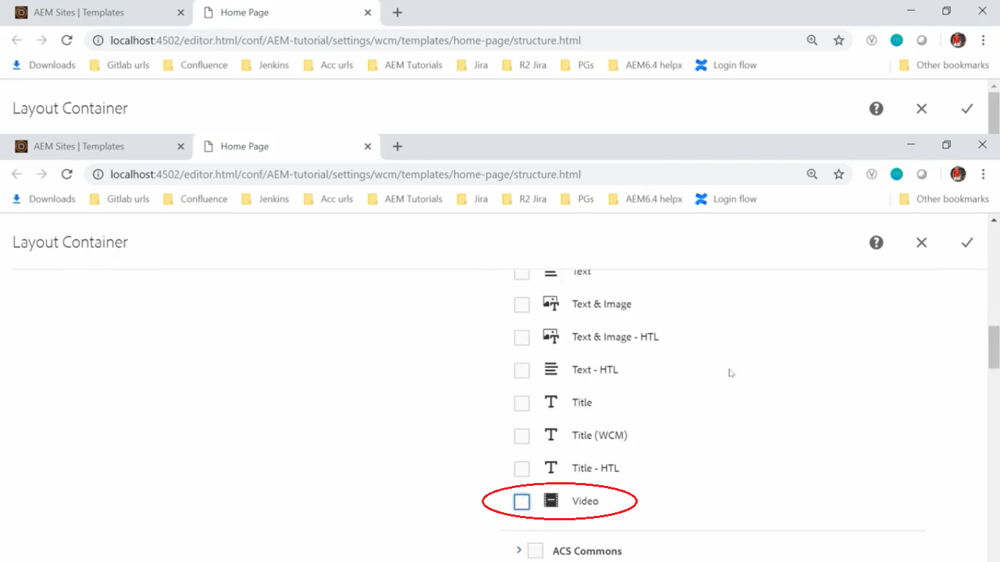 AEM Sites | Templates
Home Page
localhost:4502/editor.html/conf/AEM-tutorial/settings/wcm/templates/home-page/structure.html
Downloads Gitlab urls Confluence Jenkins Acc urls AEM Tutorials Jira R2 Jira PGs AEM6.4 helpx Login flow Other bookmarks
Layout Container
AEM Sites | Templates
Home Page
localhost:4502/editor.html/conf/AEM-tutorial/settings/wcm/templates/home-page/structure.html
Downloads Gitlab urls Confluence Jenkins Acc urls AEM Tutorials Jira R2 Jira PGs AEM6.4 helpx Login flow Other bookmarks
Layout Container
Text
Text & Image
Text & Image - HTL
Text - HTL
Title
Title (WCM)
Title - HTL
Video
ACS Commons